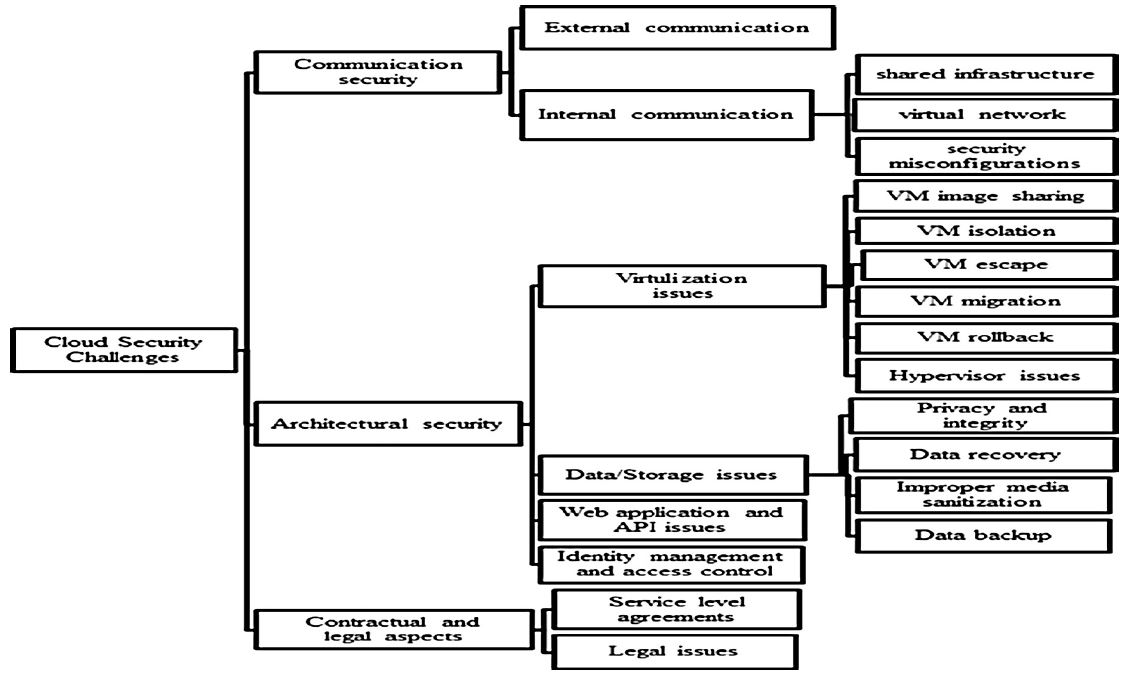 External communication
Communication
security
shared infrastructure
Internal communication
virtual network
security
misconfigurations
VM image sharing
VM isolation
VM escape
Virtulization
issues
VM migration
VM rollback
Cloud Security
Challenges
Hypervisor issues
Privacy and
integrity
Architectural security
Data recovery
Data/Storage issues
Improper media
sanitization
Web application and
API issues
Data backup
Identity management
and access control
Service level
agreements
Contractual and
legal aspects
Legal issues